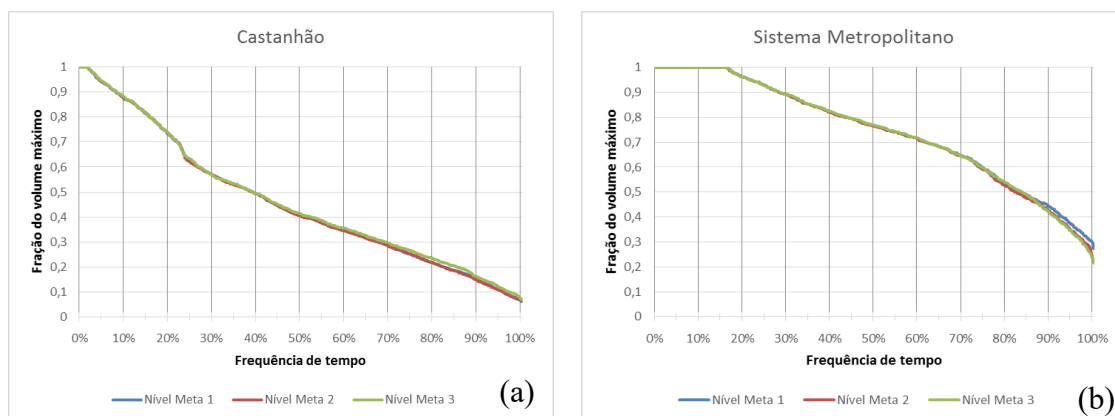 Castanhão
Fração do volume máximo
1
0,9
0,8
0,7
0,6
0,5
0,4
0,3
0,2
0,1
0
0% 10% 20% 30% 40% 50% 60% 70% 80% 90% 100%
Frequência de tempo
Nível Meta 1 Nível Meta 2 Nível Meta 3
(a)
Sistema Metropolitano
Fração do volume máximo
1
0,9
0,8
0,7
0,6
0,5
0,4
0,3
0,2
0,1
0
0% 10% 20% 30% 40% 50% 60% 70% 80% 90% 100%
Frequência de tempo
Nível Meta 1 Nível Meta 2 Nível Meta 3
(b)